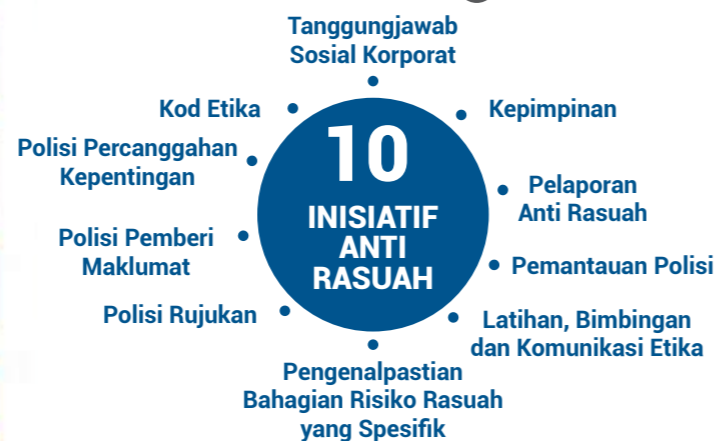 Tanggungjawab
Sosial Korporat
Kod Etika
Kepimpinan
Polisi Percanggahan
Kepentingan
10
INISIATIF
ANTI
RASUAH
Pelaporan
Anti Rasuah
Polisi Pemberi
Maklumat
Pemantauan Polisi
Polisi Rujukan
Latihan, Bimbingan
dan Komunikasi Etika
Pengenalpastian
Bahagian Risiko Rasuah
yang Spesifik